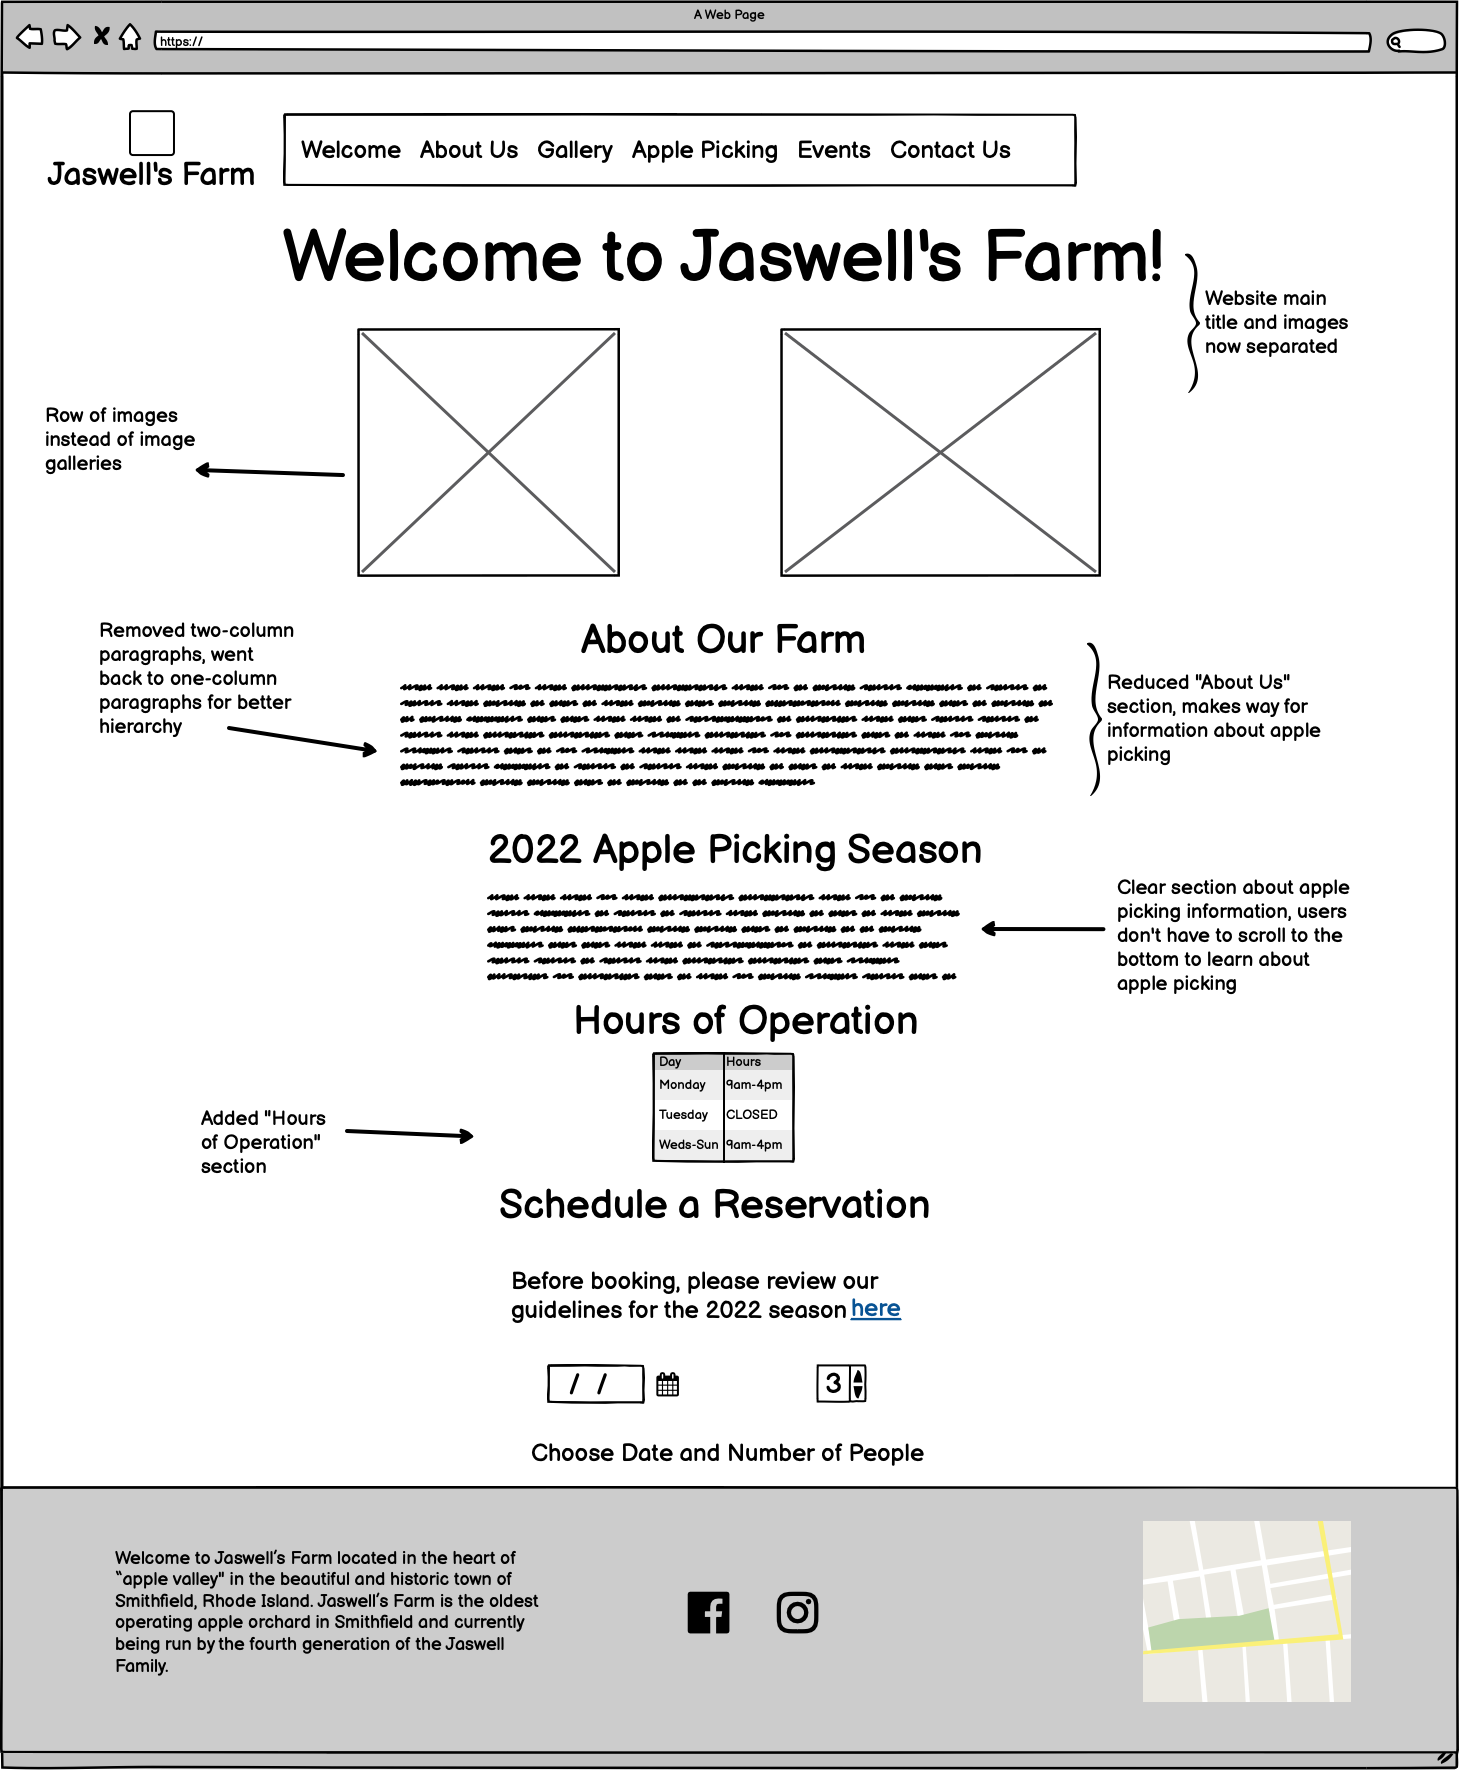 A Web Page
https://
Jaswell's Farm
Welcome About Us Gallery Apple Picking Events Contact Us
Welcome to Jaswell's Farm!
Website main
title and images
now separated
Row of images
instead of image
galleries
Removed two-column
paragraphs, went
back to one-column
paragraphs for better
hierarchy
About Our Farm
Reduced "About Us"
section, makes way for
information about apple
picking
2022 Apple Picking Season
Clear section about apple
picking information, users
don't have to scroll to the
bottom to learn about
apple picking
Hours of Operation
Day Hours
Monday 9am-4pm
Tuesday CLOSED
Weds-Sun 9am-4pm
Added "Hours
of Operation"
section
Schedule a Reservation
Before booking, please review our
guidelines for the 2022 season here
/ / 3
Choose Date and Number of People
Welcome to Jaswell’s Farm located in the heart of
“apple valley" in the beautiful and historic town of
Smithfield, Rhode Island. Jaswell’s Farm is the oldest
operating apple orchard in Smithfield and currently
being run by the fourth generation of the Jaswell
Family.